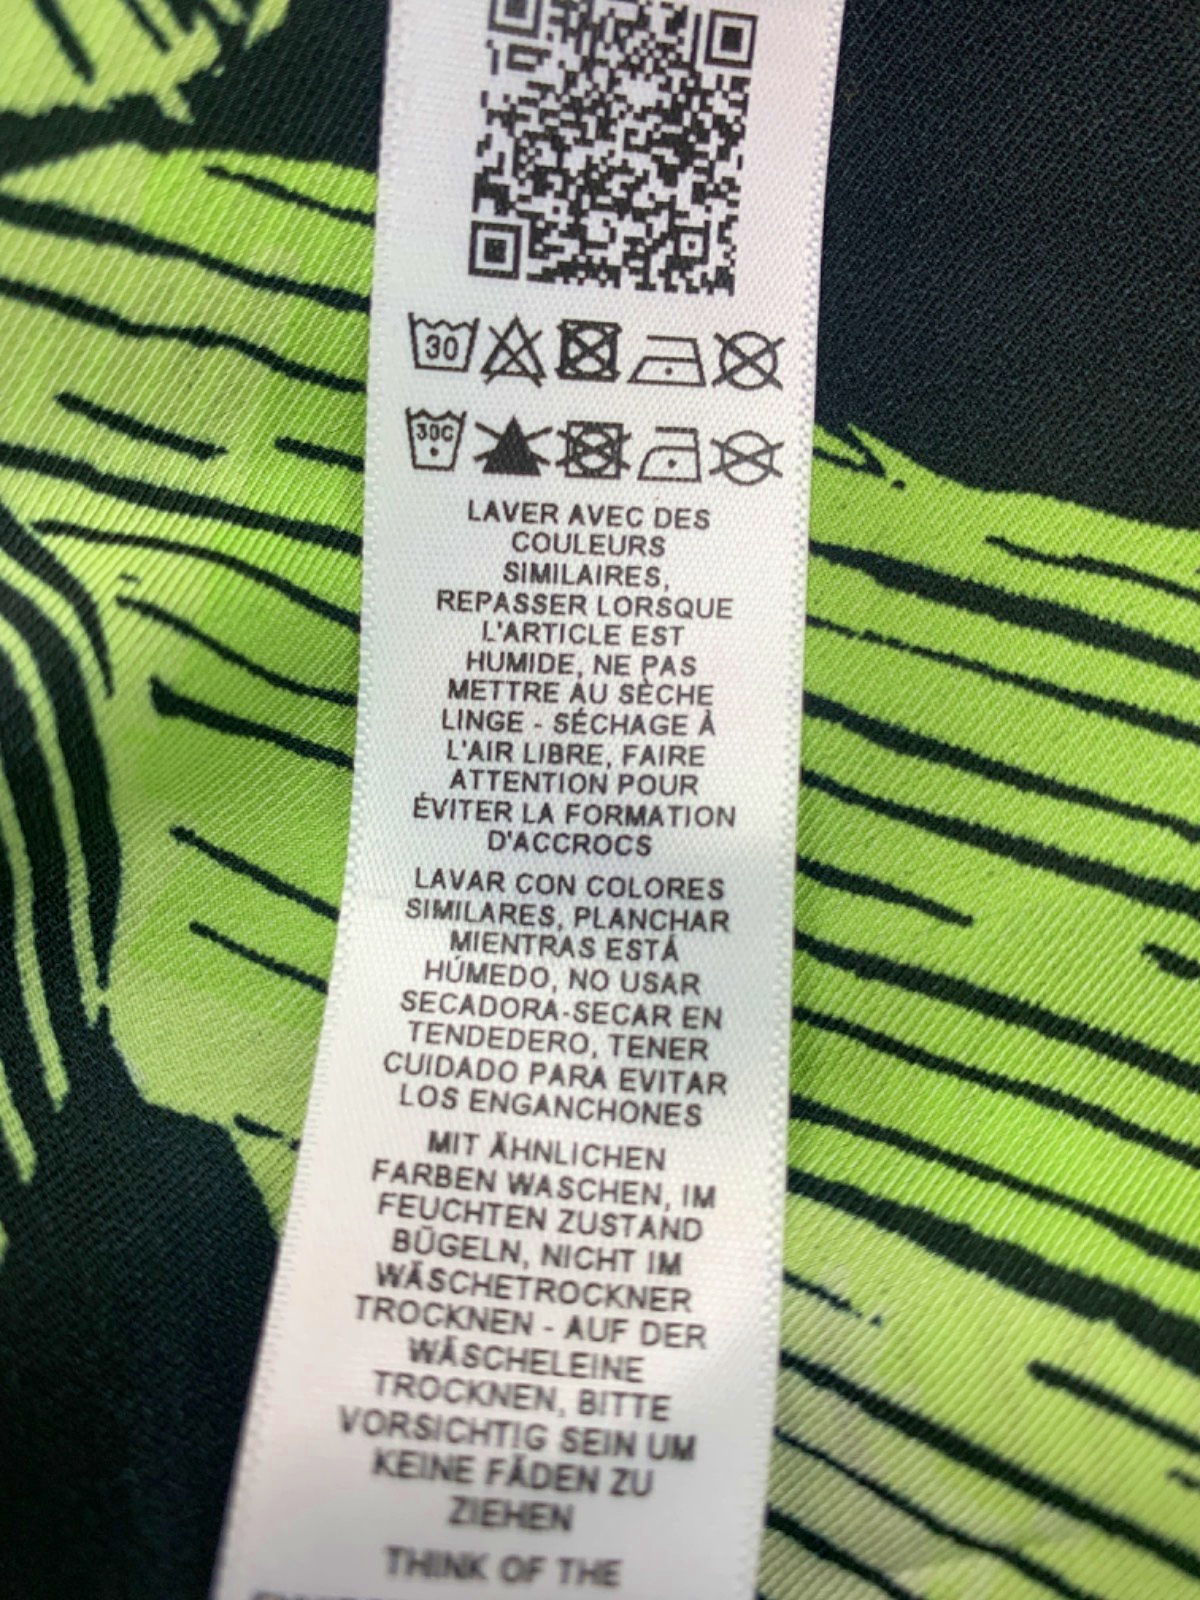 30
30C
LAVER AVEC DES
COULEURS
SIMILAIRES,
REPASSER LORSQUE
L'ARTICLE EST
HUMIDE, NE PAS
METTRE AU SÈCHE
LINGE - SÉCHAGE À
L'AIR LIBRE, FAIRE
ATTENTION POUR
ÉVITER LA FORMATION
D'ACCROCS
LAVAR CON COLORES
SIMILARES, PLANCHAR
MIENTRAS ESTÁ
HÚMEDO, NO USAR
SECADORA-SECAR EN
TENDEDERO, TENER
CUIDADO PARA EVITAR
LOS ENGANCHONES
MIT ÄHNLICHEN
FARBEN WASCHEN, IM
FEUCHTEN ZUSTAND
BÜGELN, NICHT IM
WÄSCHETROCKNER
TROCKNEN - AUF DER
WÄSCHELEINE
TROCKNEN, BITTE
VORSICHTIG SEIN UM
KEINE FÄDEN ZU
ZIEHEN
THINK OF THE